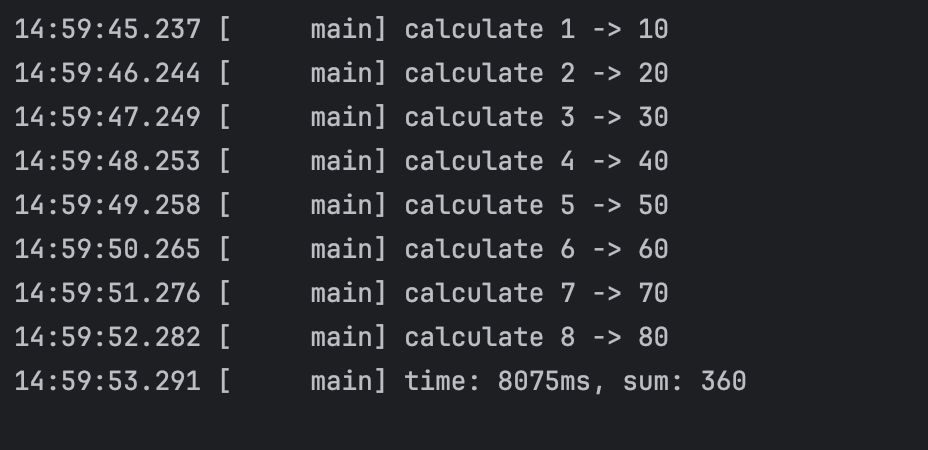 14:59:45.237 [     main] calculate 1 -> 10
14:59:46.244 [     main] calculate 2 -> 20
14:59:47.249 [     main] calculate 3 -> 30
14:59:48.253 [     main] calculate 4 -> 40
14:59:49.258 [     main] calculate 5 -> 50
14:59:50.265 [     main] calculate 6 -> 60
14:59:51.276 [     main] calculate 7 -> 70
14:59:52.282 [     main] calculate 8 -> 80
14:59:53.291 [     main] time: 8075ms, sum: 360